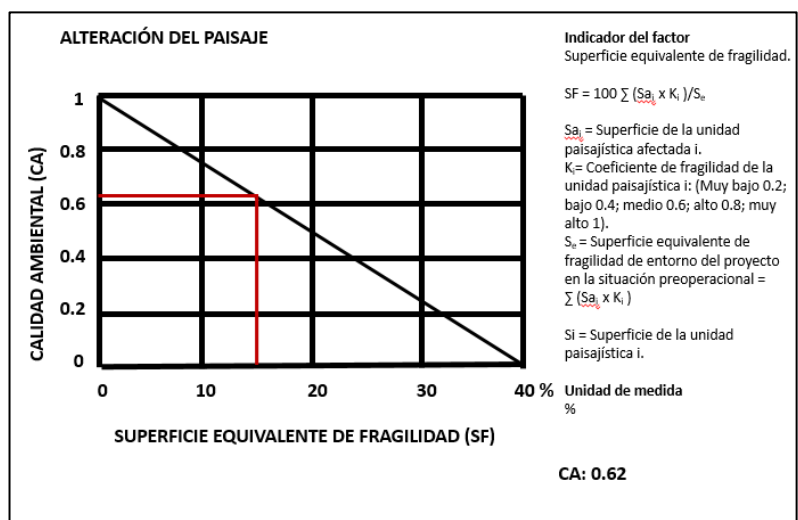 ALTERACIÓN DEL PAISAJE
CALIDAD AMBIENTAL (CA)
1
0.8
0.6
0.4
0.2
0
0 10 20 30 40 %
SUPERFICIE EQUIVALENTE DE FRAGILIDAD (SF)
Indicador del factor
Superficie equivalente de fragilidad.
SF = 100 ∑ (Saᵢ x Kᵢ )/Sₑ
Saᵢ = Superficie de la unidad
paisajística afectada i.
Kᵢ= Coeficiente de fragilidad de la
unidad paisajística i: (Muy bajo 0.2;
bajo 0.4; medio 0.6; alto 0.8; muy
alto 1).
Sₑ = Superficie equivalente de
fragilidad de entorno del proyecto
en la situación preoperacional =
∑ (Saᵢ x Kᵢ )
Si = Superficie de la unidad
paisajística i.
Unidad de medida
%
CA: 0.62